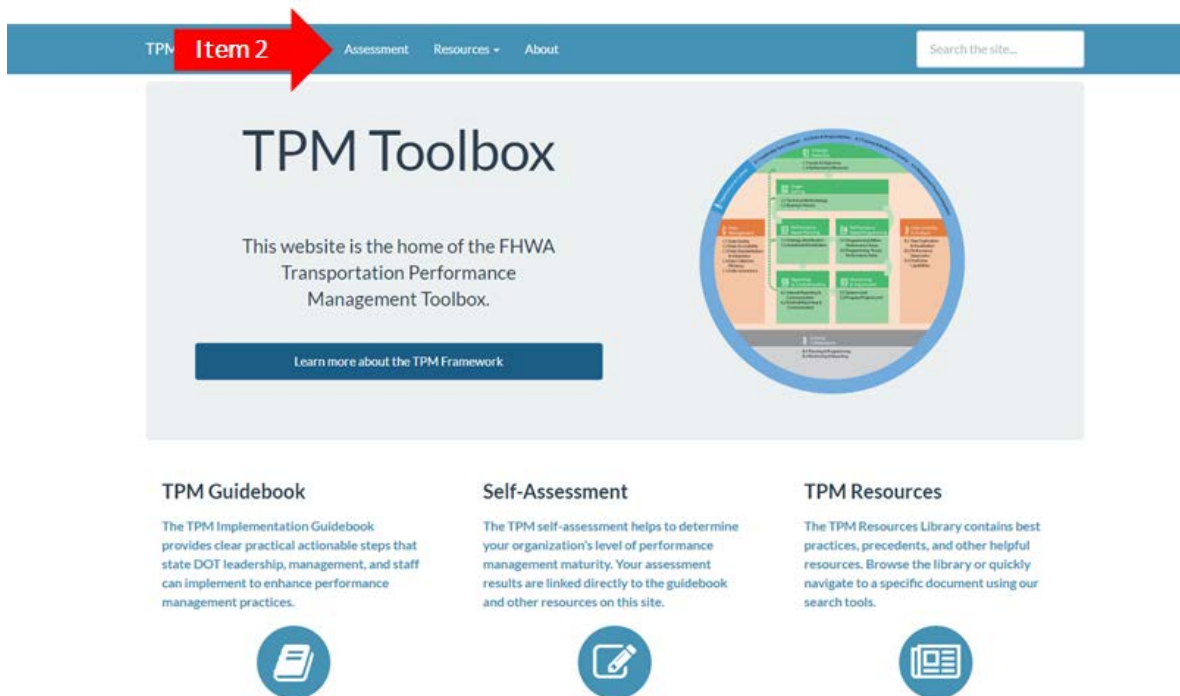 TPM
Item 2
Assessment
Resources
About
Search the site...
TPM Toolbox
This website is the home of the FHWA
Transportation Performance
Management Toolbox.
Learn more about the TPM Framework
TPM Guidebook
The TPM Implementation Guidebook
provides clear practical actionable steps that
state DOT leadership, management, and staff
can implement to enhance performance
management practices.
Self-Assessment
The TPM self-assessment helps to determine
your organization's level of performance
management maturity. Your assessment
results are linked directly to the guidebook
and other resources on this site.
TPM Resources
The TPM Resources Library contains best
practices, precedents, and other helpful
resources. Browse the library or quickly
navigate to a specific document using our
search tools.